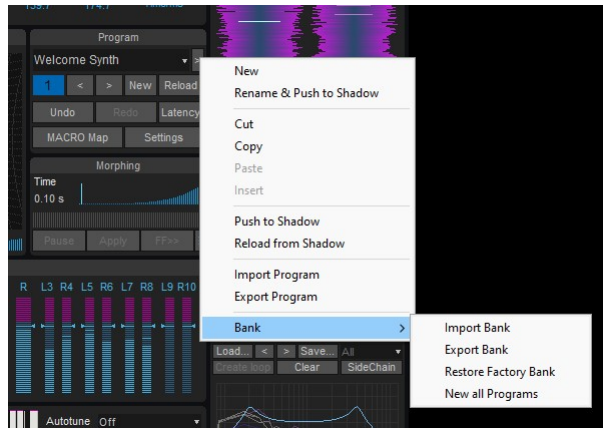 Program
Welcome Synth
>
1 < > New Reload
Undo Redo Latency
MACRO Map Settings
Morphing
Time
0.10 s
Pause Apply FF>>
R L3 R4 L5 R6 L7 R8 L9 R10
Autotune Off
New
Rename & Push to Shadow
Cut
Copy
Paste
Insert
Push to Shadow
Reload from Shadow
Import Program
Export Program
Bank >
Import Bank
Export Bank
Restore Factory Bank
New all Programs
Load... < > Save... All
Create loop Clear SideChain